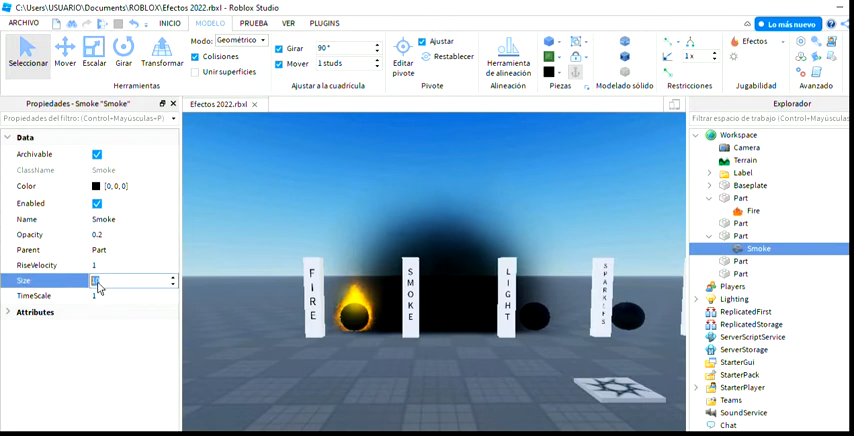 C:\Users\USUARIO\Documents\ROBLOX\Efectos 2022.rbxl - Roblox Studio
ARCHIVO INICIO MODELO PRUEBA VER PLUGINS Lo más nuevo
Modo: Geométrico
Colisiones
Unir superficies
Seleccionar Mover Escalar Girar Transformar
Herramientas
Girar 90°
Mover 1 studs
Ajustar a la cuadrícula
Editar pivote
Ajustar
Restablecer
Pivote
Herramienta de alineación
Alineación
Piezas
Modelado sólido
1 x
Restricciones
Efectos
Jugabilidad
Avanzado
Propiedades - Smoke "Smoke"
Propiedades del filtro: (Control+Mayúsculas+P)
Data
Archivable
ClassName Smoke
Color [0, 0, 0]
Enabled
Name Smoke
Opacity 0.2
Parent Part
RiseVelocity 1
Size
TimeScale 1
Attributes
Efectos 2022.rbxl
FIRE
SMOKE
LIGHT
SPARKLES
Explorador
Filtrar espacio de trabajo (Control+Mayúsculas+
Workspace
Camera
Terrain
Label
Baseplate
Part
Fire
Part
Part
Smoke
Part
Part
Players
Lighting
ReplicatedFirst
ReplicatedStorage
ServerScriptService
ServerStorage
StarterGui
StarterPack
StarterPlayer
Teams
SoundService
Chat